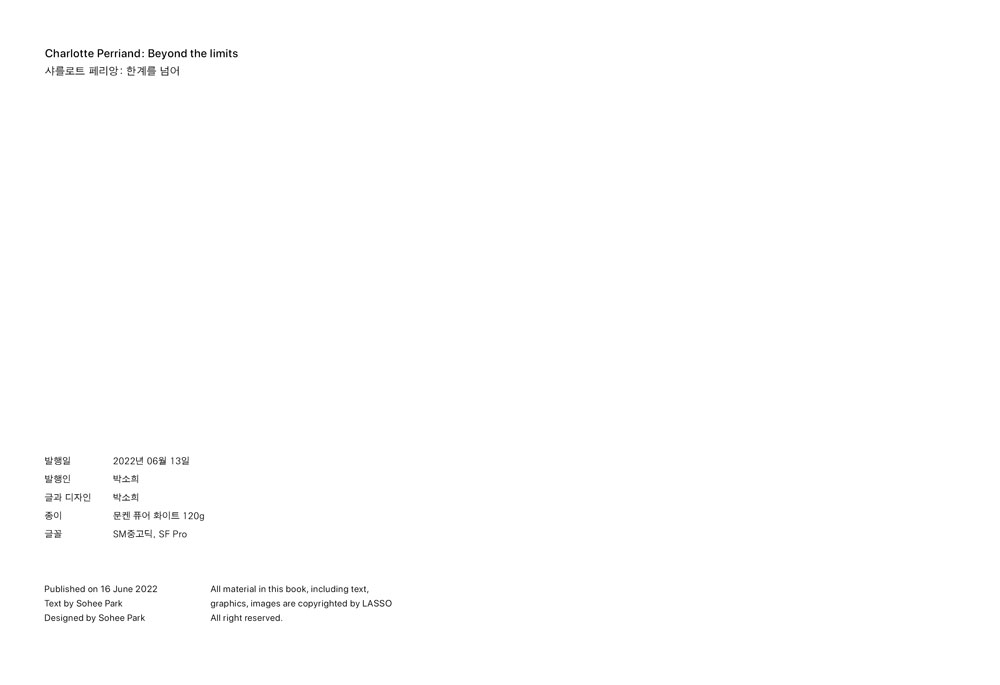 Charlotte Perriand: Beyond the limits
샤를로트 페리앙: 한계를 넘어
발행일 2022년 06월 13일
발행인 박소희
글과 디자인 박소희
종이 문켄 퓨어 화이트 120g
글꼴 SM중고딕, SF Pro
Published on 16 June 2022
Text by Sohee Park
Designed by Sohee Park
All material in this book, including text,
graphics, images are copyrighted by LASSO
All right reserved.